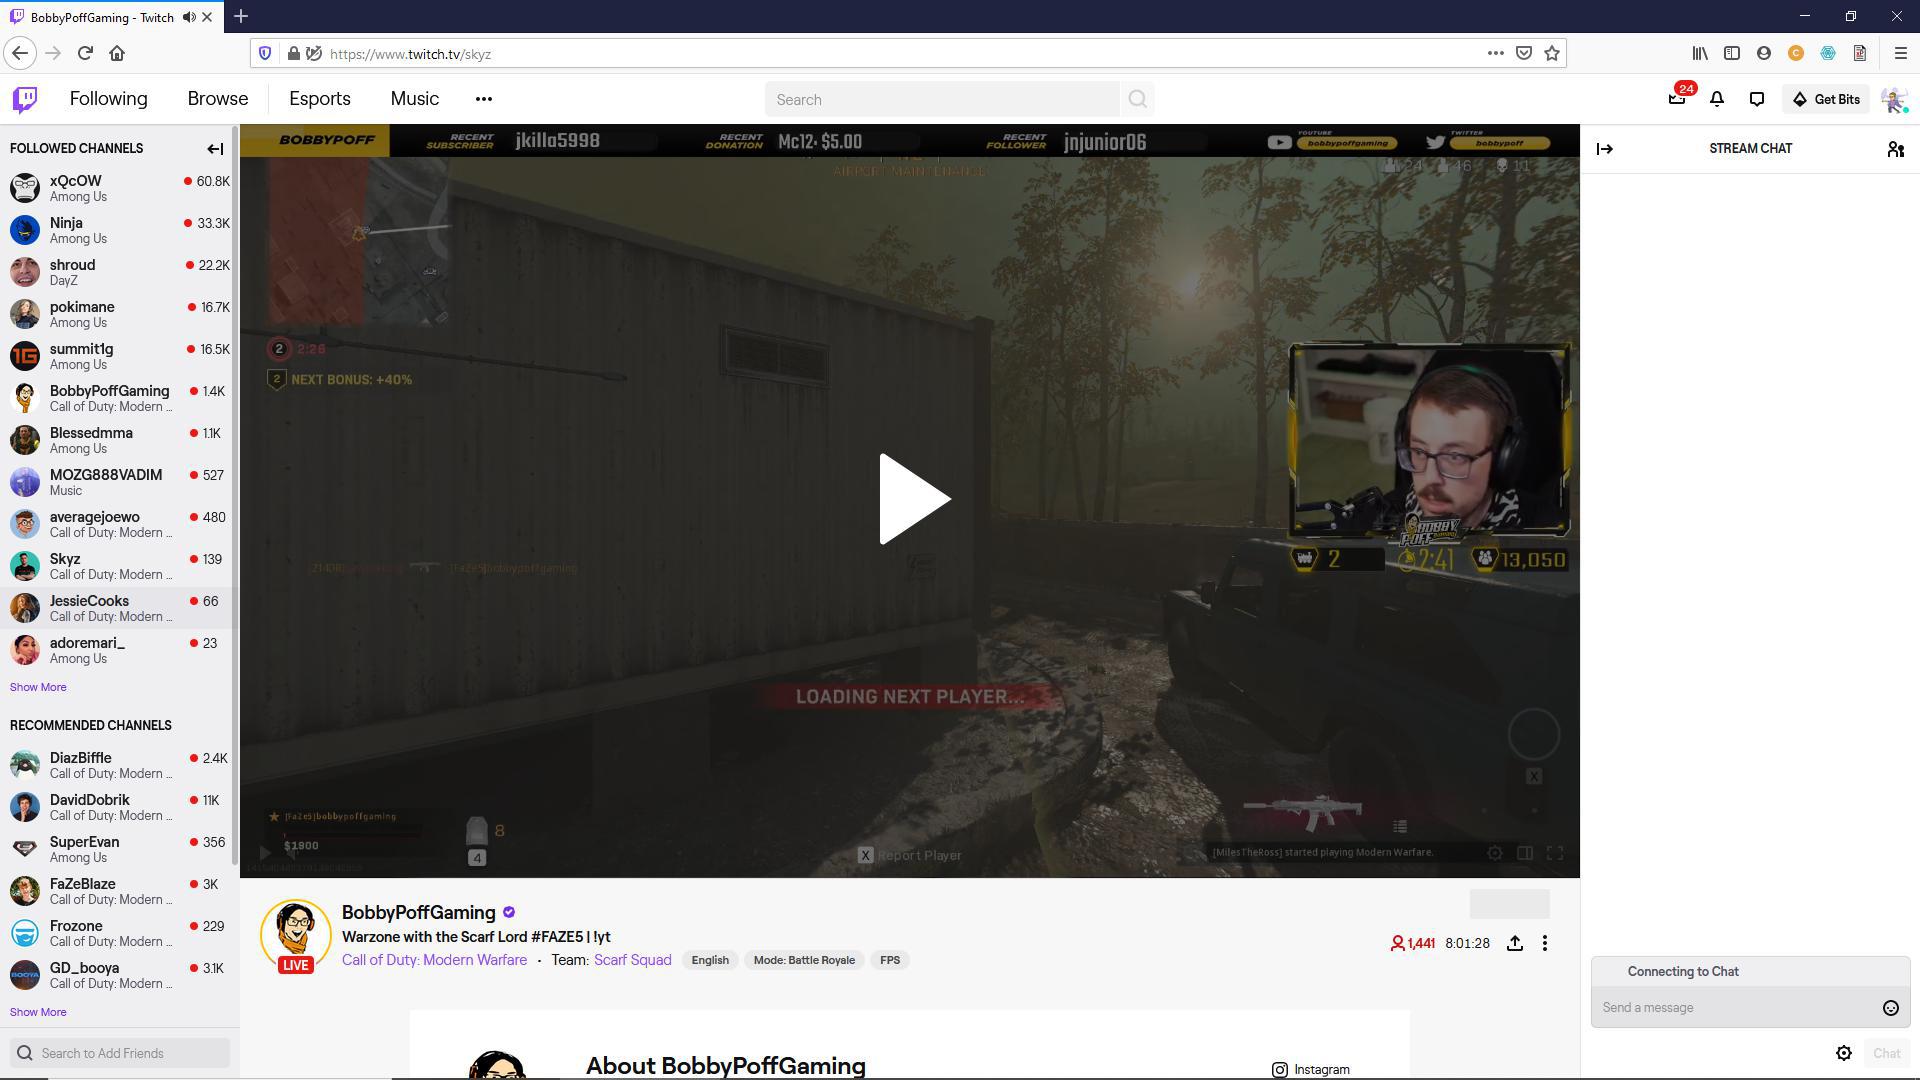 BobbyPoffGaming - Twitch
https://www.twitch.tv/skyz
Following
Browse
Esports
Music
Search
24
Get Bits
FOLLOWED CHANNELS
xQcOW
60.8K
Among Us
Ninja
33.3K
Among Us
shroud
22.2K
DayZ
pokimane
16.7K
Among Us
summit1g
16.5K
Among Us
BobbyPoffGaming
1.4K
Call of Duty: Modern ...
Blessedmma
1.1K
Among Us
MOZG888VADIM
527
Music
averagejoewo
480
Call of Duty: Modern ...
Skyz
139
Call of Duty: Modern ...
JessieCooks
66
Call of Duty: Modern ...
adoremari_
23
Among Us
Show More
RECOMMENDED CHANNELS
DiazBiffle
2.4K
Call of Duty: Modern ...
DavidDobrik
11K
Call of Duty: Modern ...
SuperEvan
356
Among Us
FaZeBlaze
3K
Call of Duty: Modern ...
Frozone
229
Call of Duty: Modern ...
GD_booya
3.1K
Call of Duty: Modern ...
Show More
Search to Add Friends
BOBBYPOFF
RECENT SUBSCRIBER
jkilla5998
RECENT DONATION
Mc12: $5.00
RECENT FOLLOWER
jnjunior06
YOUTUBE
bobbypoffgaming
TWITTER
bobbypoff
AIRPORT MAINTENANCE
24
46
11
2
2:26
2
NEXT BONUS: +40%
[FaZe5]bobbypoffgaming
BOBBY
POFF
2
2:41
13,050
LOADING NEXT PLAYER...
X
[FaZe5]bobbypoffgaming
$1800
8
4
X Report Player
[MilesTheRoss] started playing Modern Warfare.
BobbyPoffGaming
LIVE
Warzone with the Scarf Lord #FAZE5 | !yt
Call of Duty: Modern Warfare · Team: Scarf Squad
English
Mode: Battle Royale
FPS
1,441
8:01:28
About BobbyPoffGaming
Instagram
STREAM CHAT
Connecting to Chat
Send a message
Chat